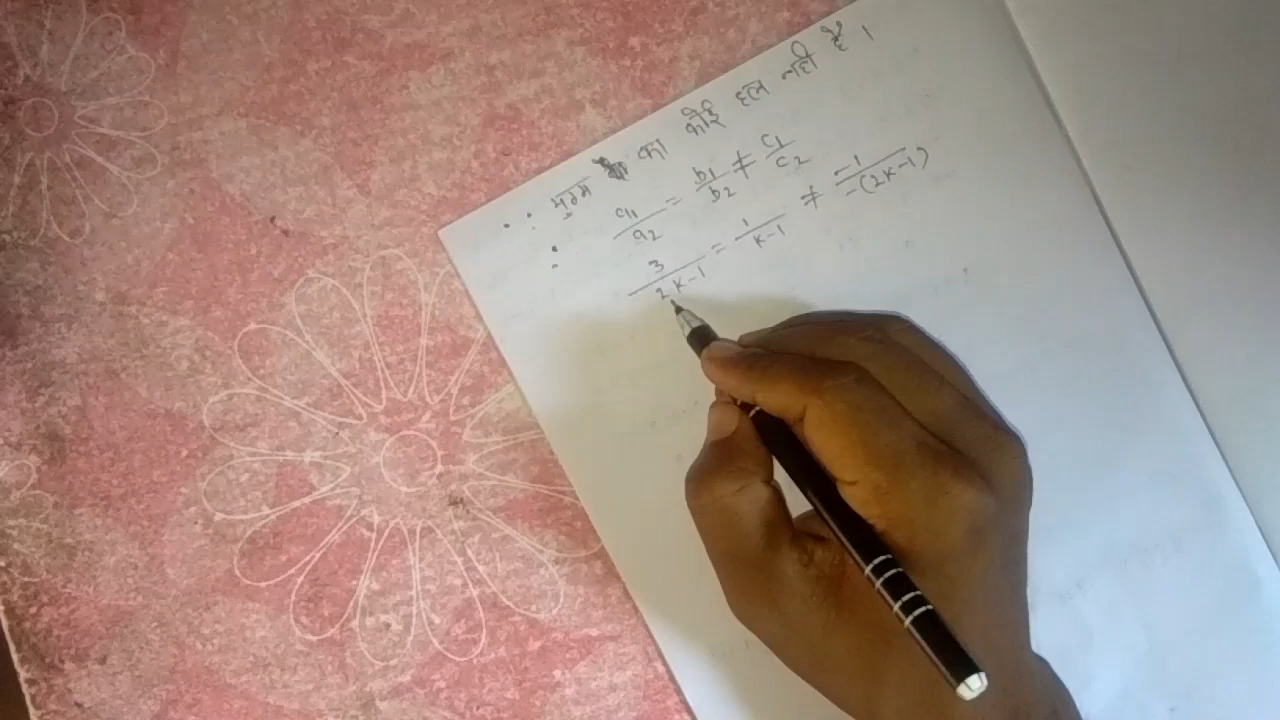 ∵ युग्म का कोई हल नहीं है ।
∴ a₁/a₂ = b₁/b₂ ≠ c₁/c₂
3/2k-1 = 1/k-1 ≠ -1/-(2k-1)